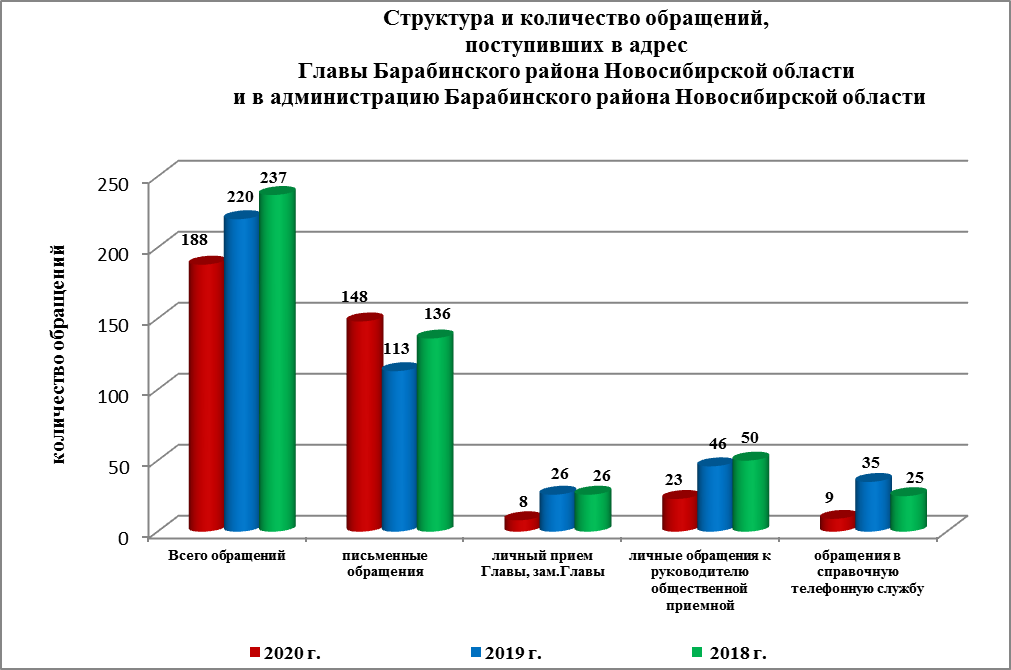 Структура и количество обращений,
поступивших в адрес
Главы Барабинского района Новосибирской области
и в администрацию Барабинского района Новосибирской области
количество обращений
250
200
150
100
50
0
188
220
237
148
113
136
8
26
26
23
46
50
9
35
25
Всего обращений
письменные
обращения
личный прием
Главы, зам.Главы
личные обращения к
руководителю
общественной
приемной
обращения в
справочную
телефонную службу
2020 г.
2019 г.
2018 г.